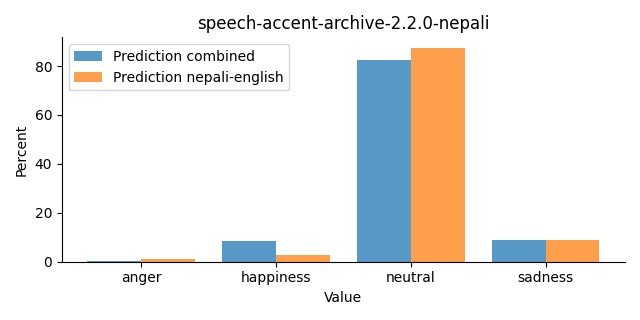 speech-accent-archive-2.2.0-nepali
Prediction combined
Prediction nepali-english
Percent
80
60
40
20
0
anger happiness neutral sadness
Value